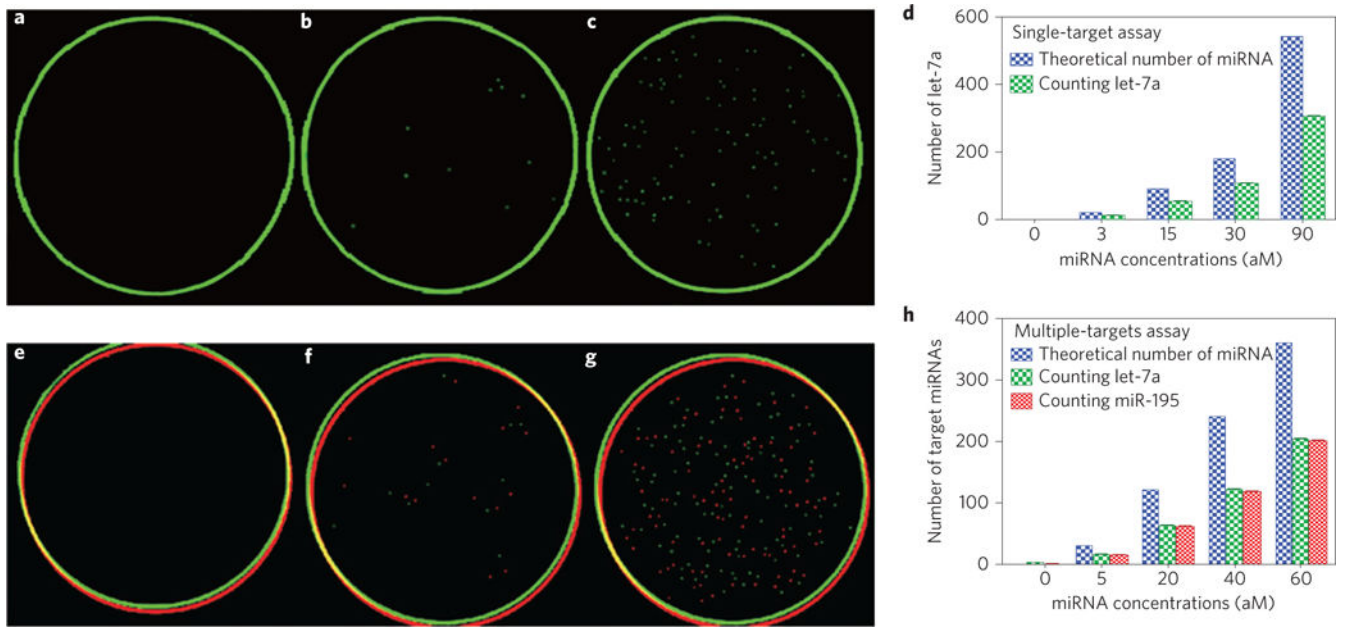 a
b
c
d
600
400
200
0
Number of let-7a
Single-target assay
Theoretical number of miRNA
Counting let-7a
0 3 15 30 90
miRNA concentrations (aM)
e
f
g
h
400
300
200
100
0
Number of target miRNAs
Multiple-targets assay
Theoretical number of miRNA
Counting let-7a
Counting miR-195
0 5 20 40 60
miRNA concentrations (aM)